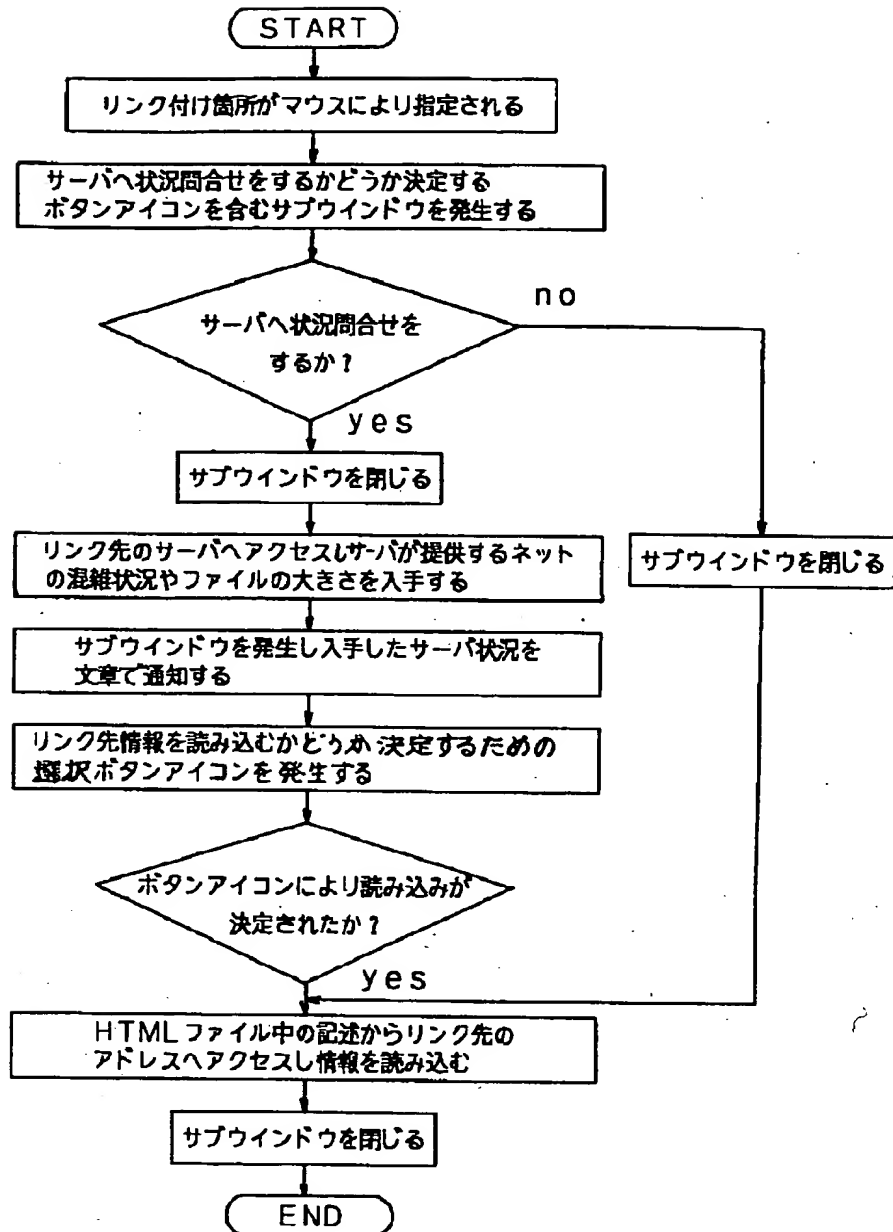 START
リンク付け箇所がマウスにより指定される
サーバへ状況問合せをするかどうか決定する
ボタンアイコンを含むサブウインドウを発生する
サーバへ状況問合せを
するか?
no
yes
サブウインドウを閉じる
リンク先のサーバへアクセスしサーバが提供するネット
の混雑状況やファイルの大きさを入手する
サブウインドウを閉じる
サブウインドウを発生し入手したサーバ状況を
文章で通知する
リンク先情報を読み込むかどうか決定するための
選択ボタンアイコンを発生する
ボタンアイコンにより読み込みが
決定されたか?
yes
HTMLファイル中の記述からリンク先の
アドレスへアクセスし情報を読み込む
サブウインドウを閉じる
END